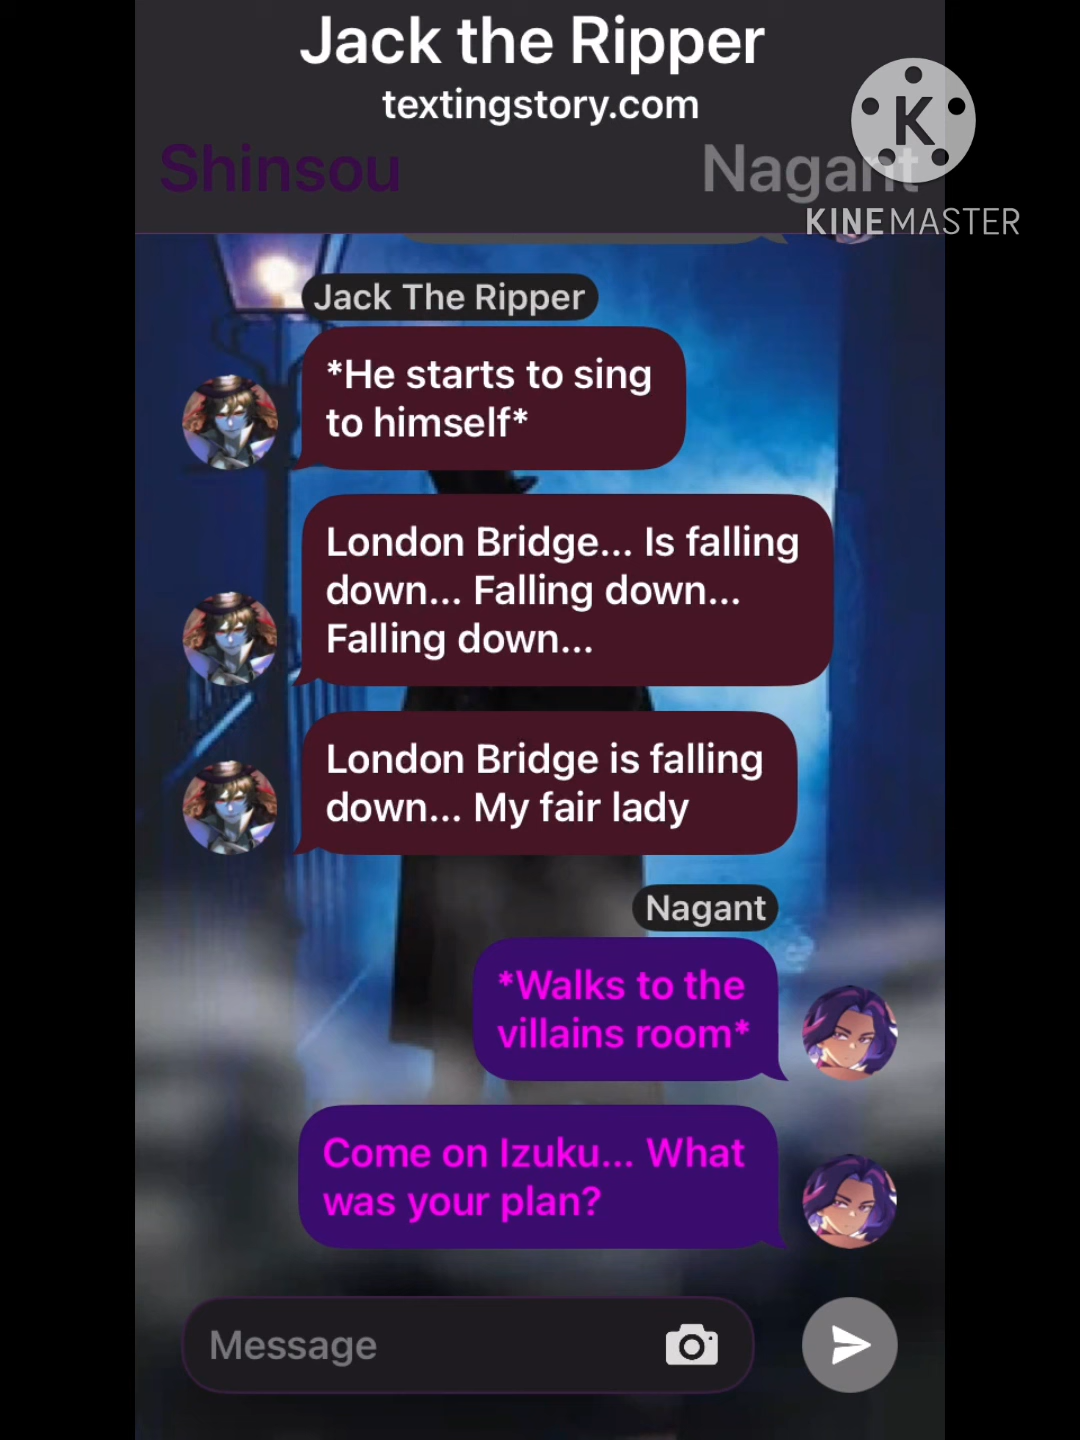 Jack the Ripper
textingstory.com
Shinsou
Nagant
K
KINEMASTER
Jack The Ripper
*He starts to sing
to himself*
London Bridge... Is falling
down... Falling down...
Falling down...
London Bridge is falling
down... My fair lady
Nagant
*Walks to the
villains room*
Come on Izuku... What
was your plan?
Message